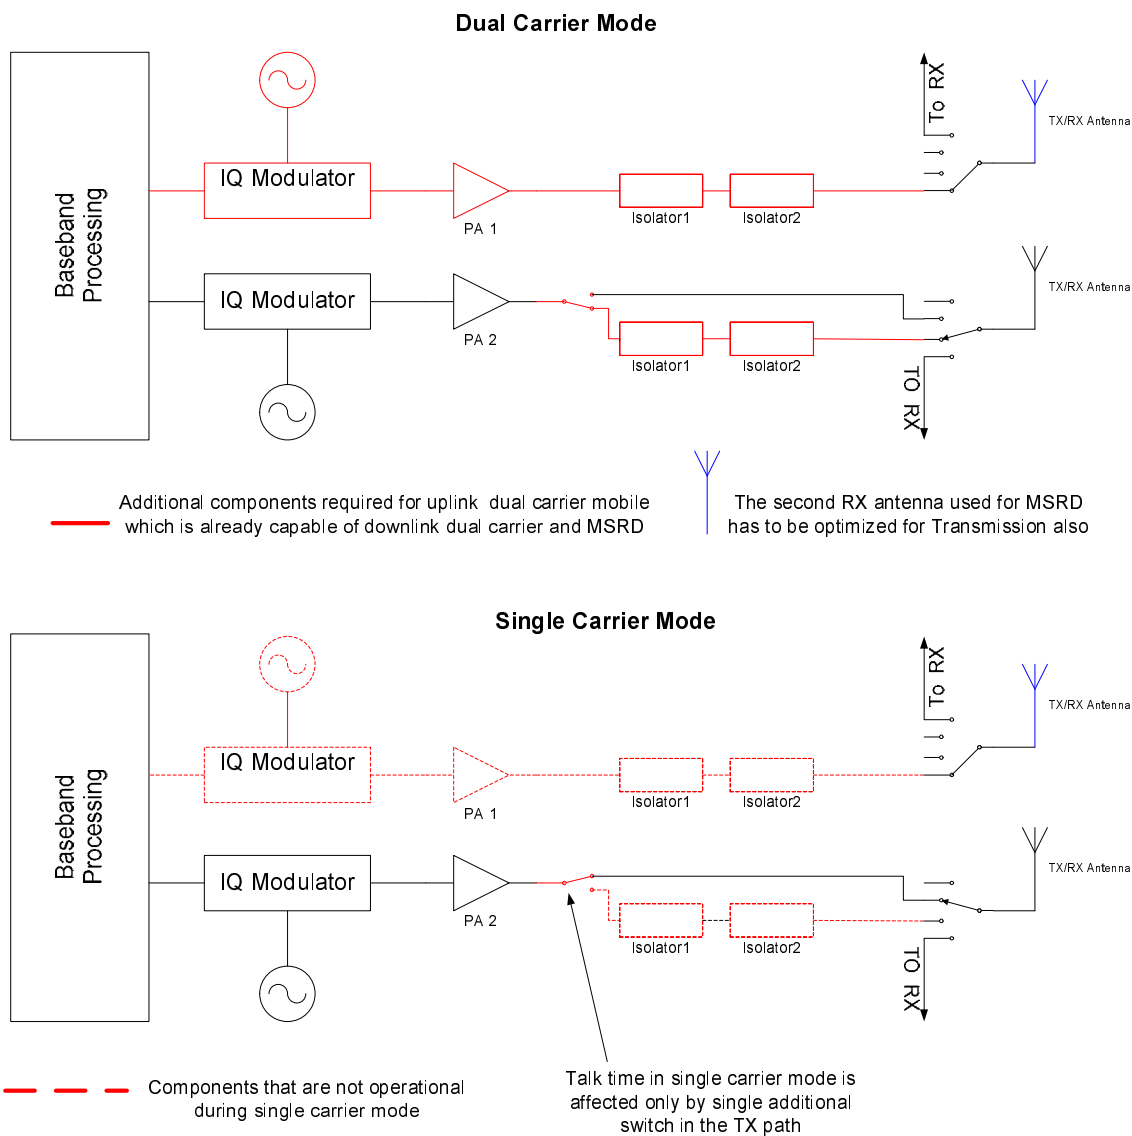 Dual Carrier Mode
Baseband
Processing
IQ Modulator
PA 1
Isolator1
Isolator2
To RX
TX/RX Antenna
IQ Modulator
PA 2
Isolator1
Isolator2
TO RX
TX/RX Antenna
Additional components required for uplink dual carrier mobile
which is already capable of downlink dual carrier and MSRD
The second RX antenna used for MSRD
has to be optimized for Transmission also
Single Carrier Mode
Baseband
Processing
IQ Modulator
PA 1
Isolator1
Isolator2
To RX
TX/RX Antenna
IQ Modulator
PA 2
Isolator1
Isolator2
TO RX
TX/RX Antenna
Components that are not operational
during single carrier mode
Talk time in single carrier mode is
affected only by single additional
switch in the TX path